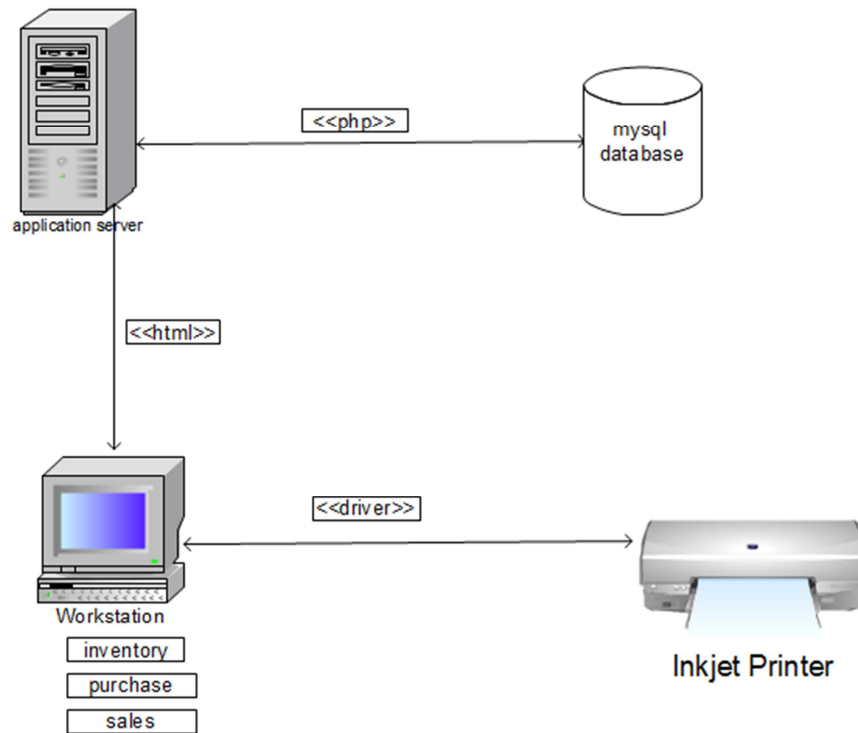 <<php>>
mysql
database
application server
<<html>>
<<driver>>
Workstation
inventory
purchase
sales
Inkjet Printer